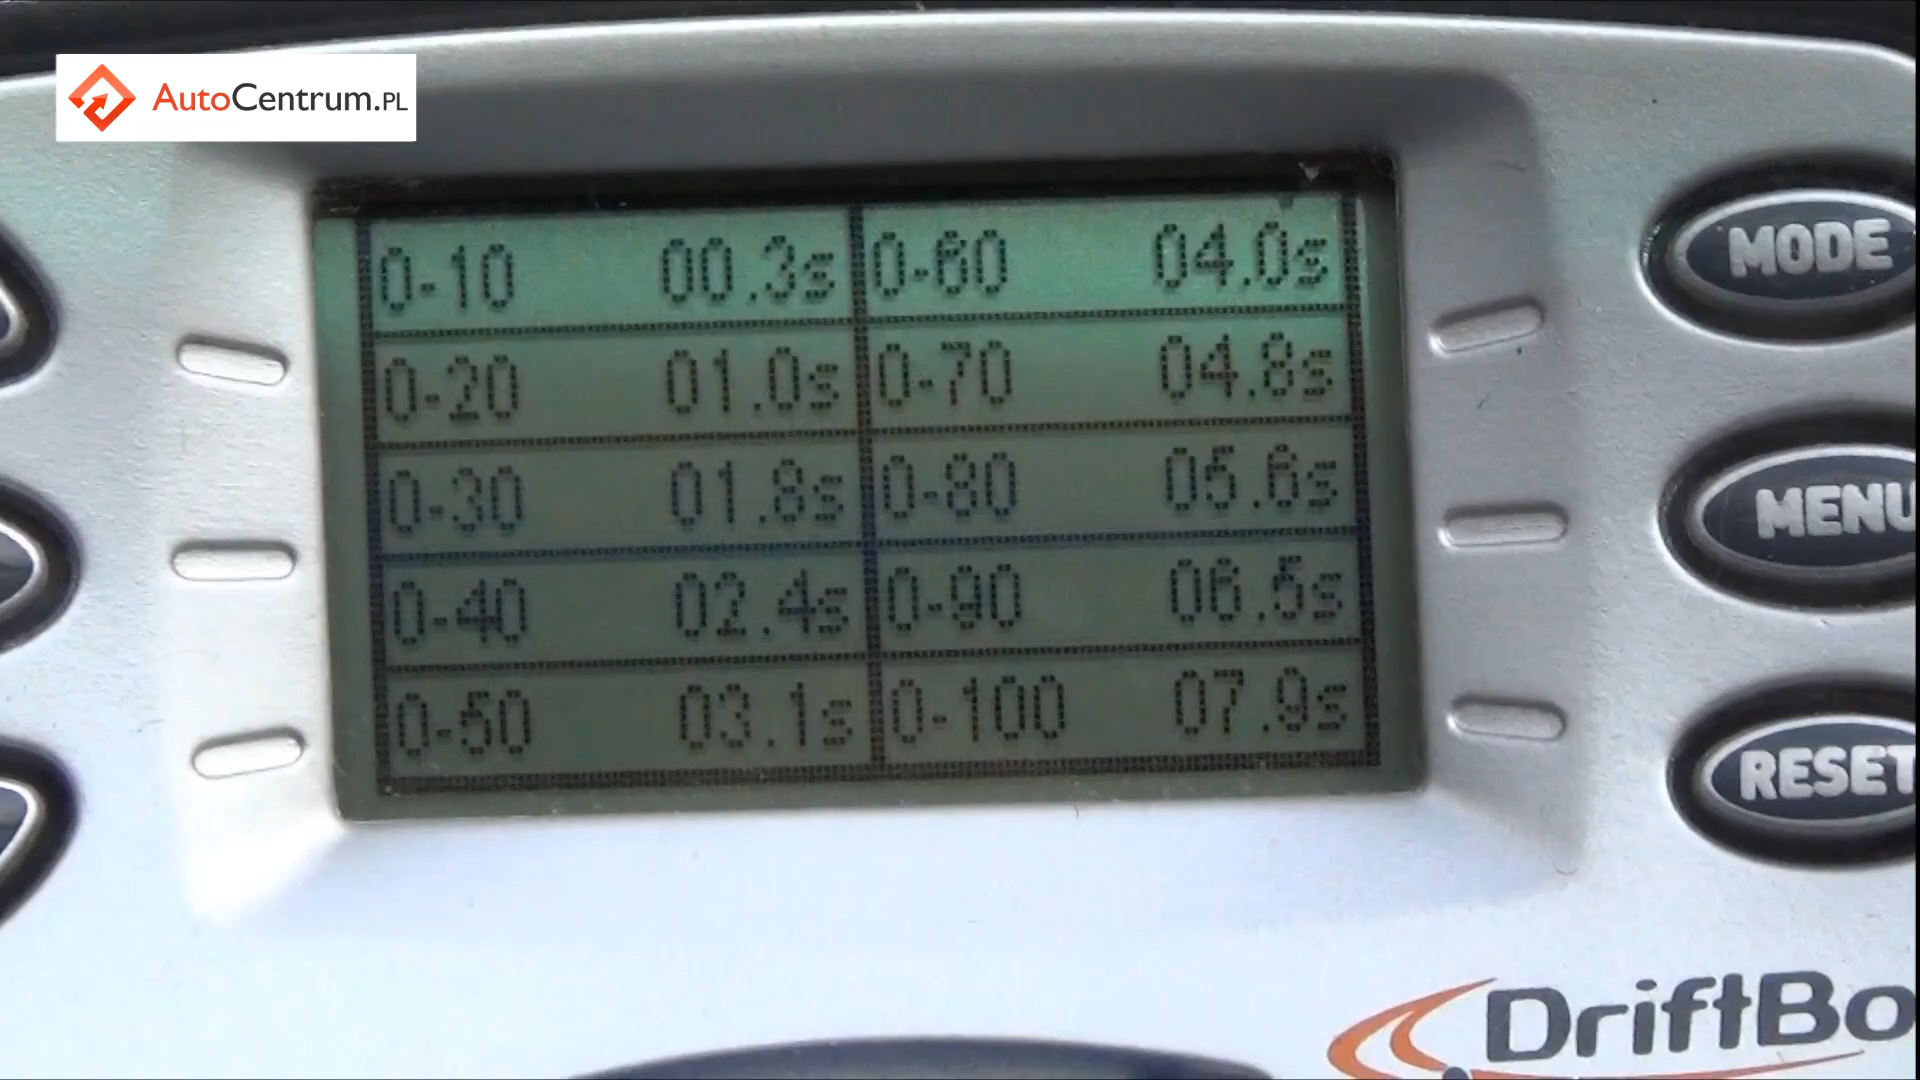 AutoCentrum.PL
0-10 00.3s 0-60 04.0s
0-20 01.0s 0-70 04.8s
0-30 01.8s 0-80 05.6s
0-40 02.4s 0-90 06.5s
0-50 03.1s 0-100 07.9s
MODE
MENU
RESET
DriftBo